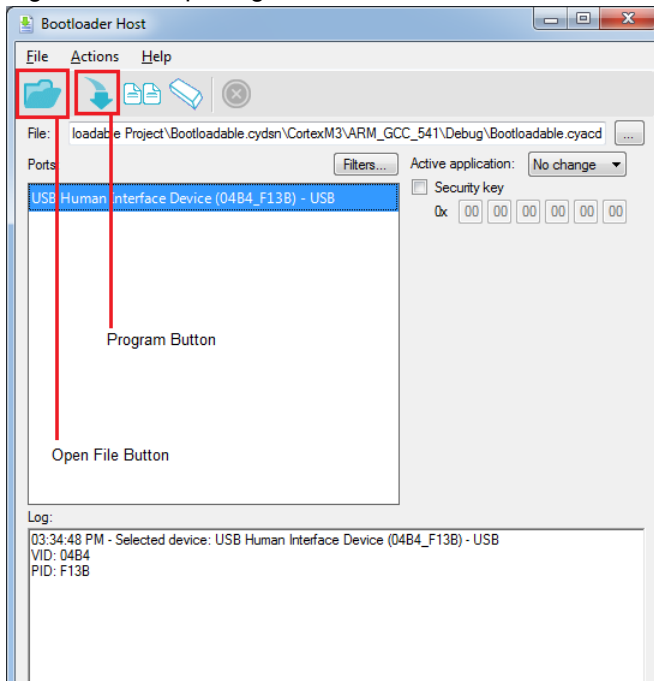 Bootloader Host
File Actions Help
File: loadable Project\Bootloadable.cydsn\CortexM3\ARM_GCC_541\Debug\Bootloadable.cyacd ...
Ports Filters... Active application: No change
Security key
USB Human Interface Device (04B4_F13B) - USB
0x 00 00 00 00 00 00
Program Button
Open File Button
Log:
03:34:48 PM - Selected device: USB Human Interface Device (04B4_F13B) - USB
VID: 04B4
PID: F13B